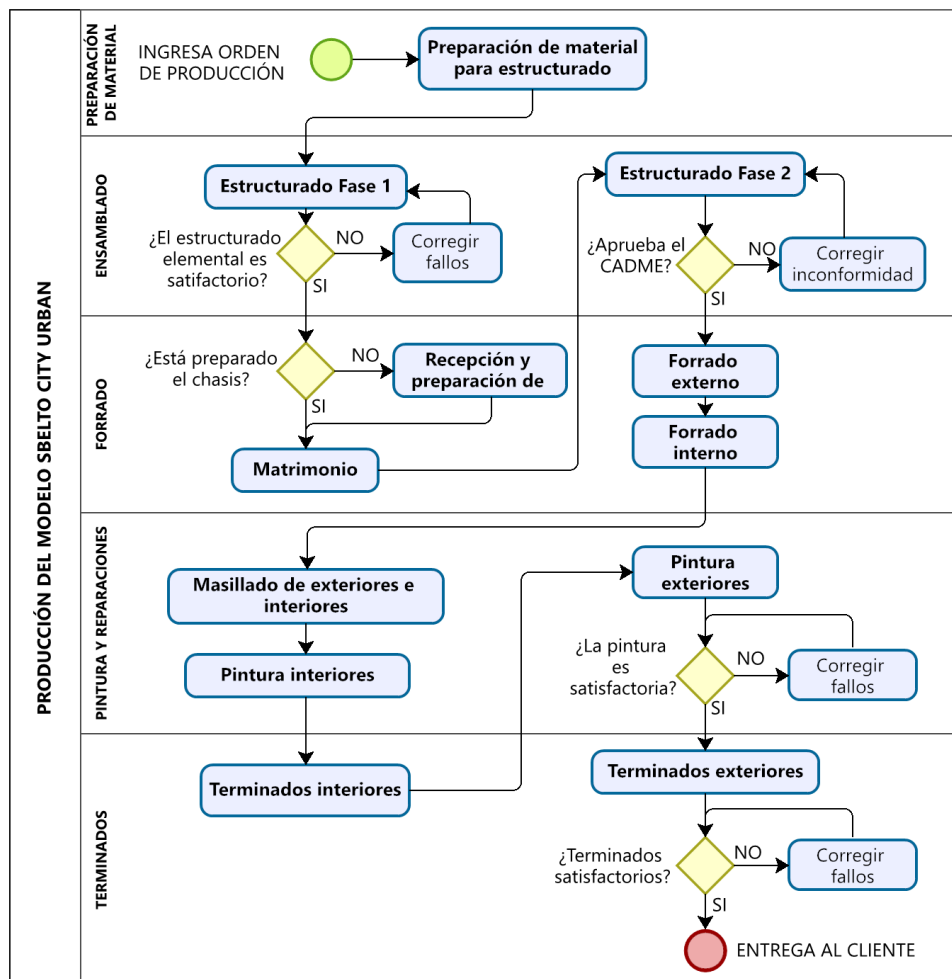 PRODUCCIÓN DEL MODELO SBELTO CITY URBAN
PREPARACIÓN
DE MATERIAL
INGRESA ORDEN
DE PRODUCCIÓN
Preparación de material
para estructurado
ENSAMBLADO
Estructurado Fase 1
¿El estructurado
elemental es
satifactorio?
NO
Corregir
fallos
SI
Estructurado Fase 2
¿Aprueba el
CADME?
NO
Corregir
inconformidad
SI
FORRADO
¿Está preparado
el chasis?
NO
Recepción y
preparación de
SI
Matrimonio
Forrado
externo
Forrado
interno
PINTURA Y REPARACIONES
Masillado de exteriores e
interiores
Pintura interiores
Pintura
exteriores
¿La pintura
es
satisfactoria?
NO
Corregir
fallos
SI
TERMINADOS
Terminados interiores
Terminados exteriores
¿Terminados
satisfactorios?
NO
Corregir
fallos
SI
ENTREGA AL CLIENTE